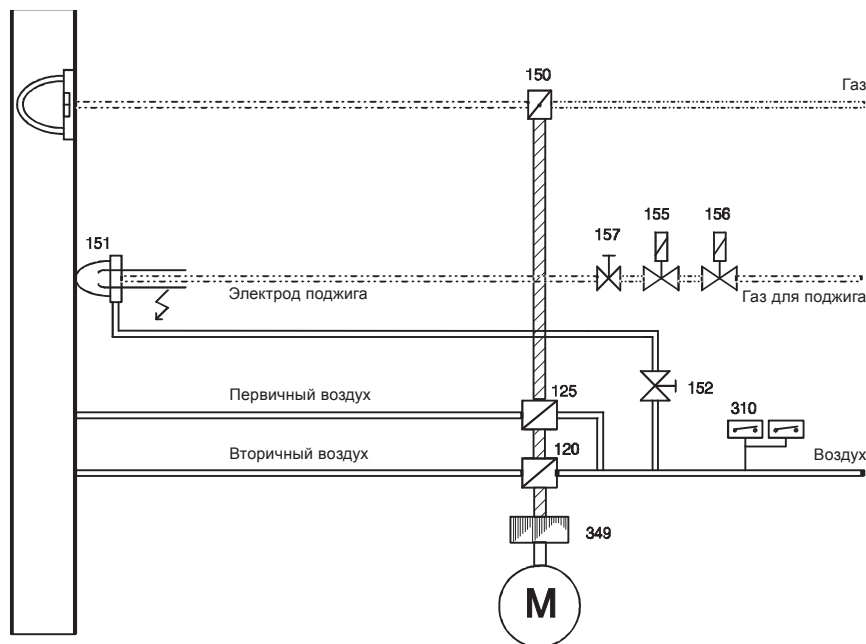 150
Газ
155
156
157
151
Электрод поджига
Газ для поджига
Первичный воздух
125
152
310
Вторичный воздух
120
Воздух
349
M